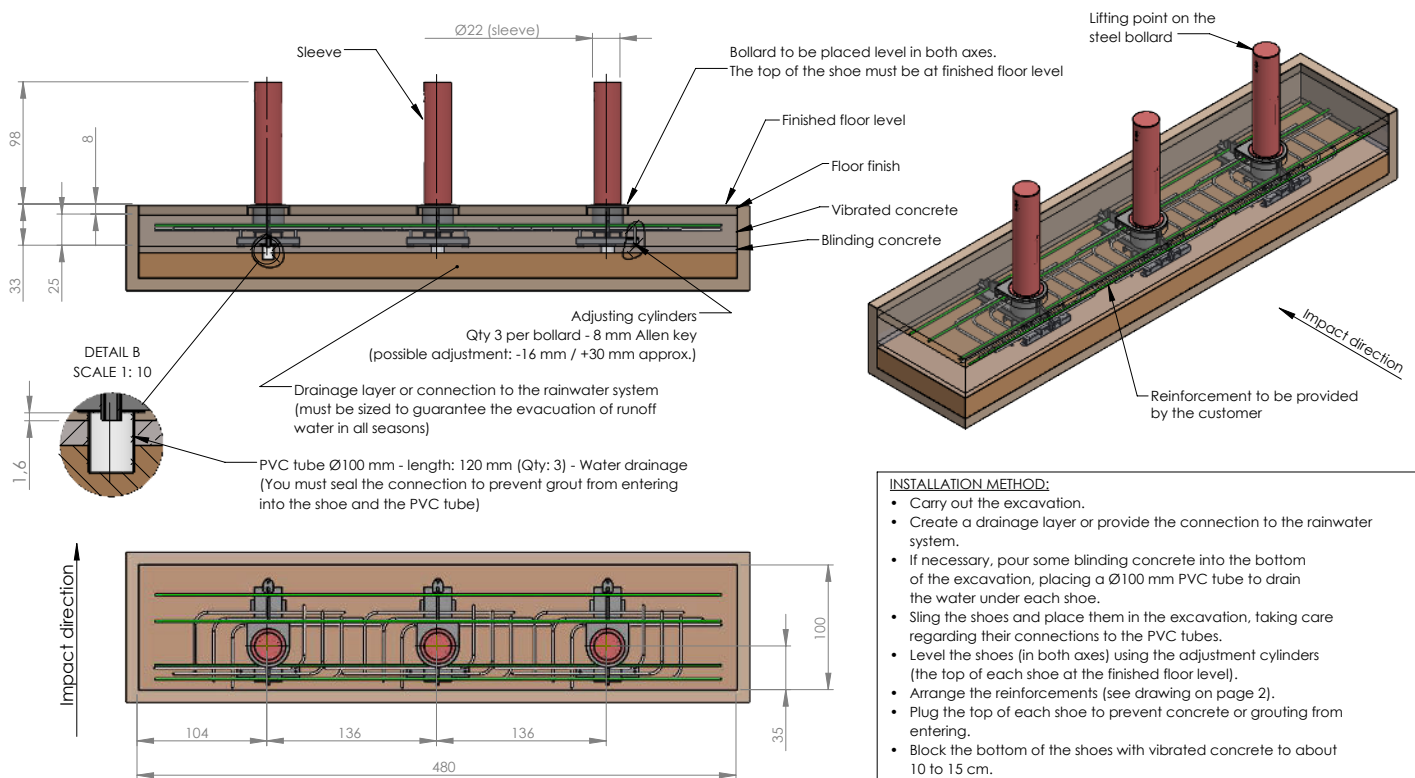 Ø22 (sleeve)
Sleeve
Bollard to be placed level in both axes.
The top of the shoe must be at finished floor level
Lifting point on the
steel bollard
98
8
33
25
Finished floor level
Floor finish
Vibrated concrete
Blinding concrete
Adjusting cylinders
Qty 3 per bollard - 8 mm Allen key
(possible adjustment: -16 mm / +30 mm approx.)
Impact direction
Reinforcement to be provided
by the customer
DETAIL B
SCALE 1: 10
1,6
Drainage layer or connection to the rainwater system
(must be sized to guarantee the evacuation of runoff
water in all seasons)
PVC tube Ø100 mm - length: 120 mm (Qty: 3) - Water drainage
(You must seal the connection to prevent grout from entering
into the shoe and the PVC tube)
Impact direction
100
35
104
136
136
480
INSTALLATION METHOD:
• Carry out the excavation.
• Create a drainage layer or provide the connection to the rainwater
system.
• If necessary, pour some blinding concrete into the bottom
of the excavation, placing a Ø100 mm PVC tube to drain
the water under each shoe.
• Sling the shoes and place them in the excavation, taking care
regarding their connections to the PVC tubes.
• Level the shoes (in both axes) using the adjustment cylinders
(the top of each shoe at the finished floor level).
• Arrange the reinforcements (see drawing on page 2).
• Plug the top of each shoe to prevent concrete or grouting from
entering.
• Block the bottom of the shoes with vibrated concrete to about
10 to 15 cm.